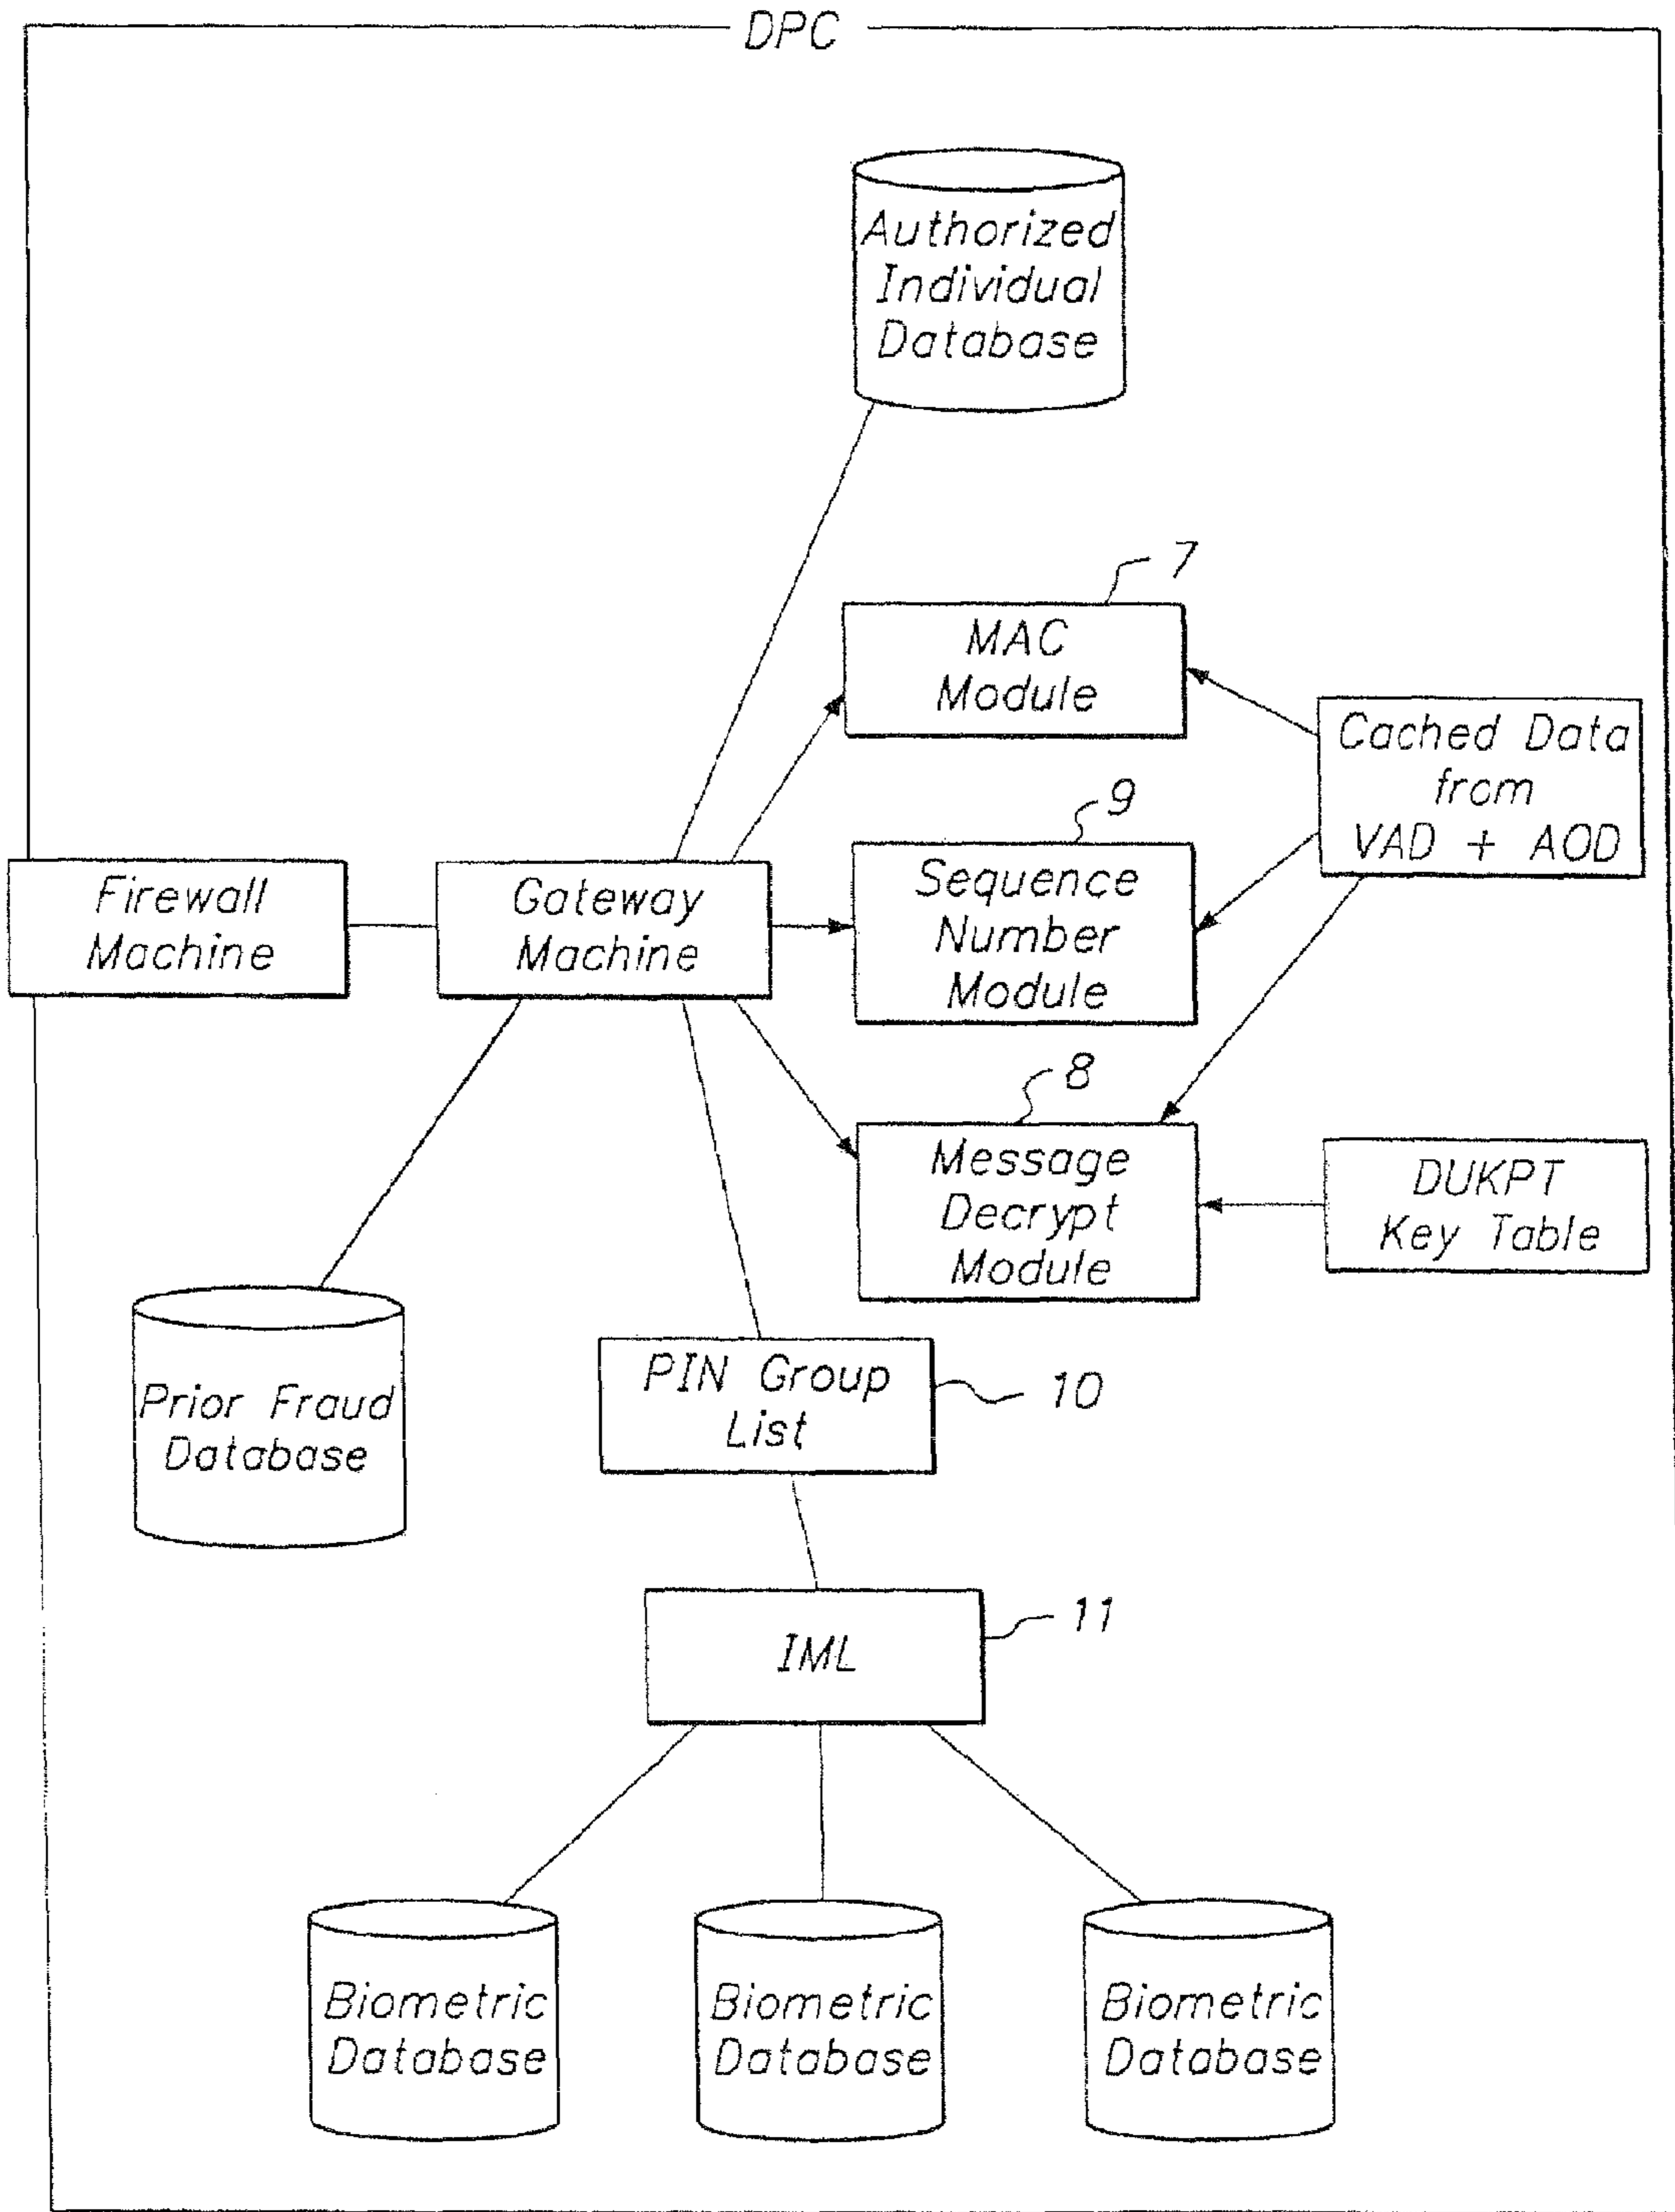 DPC
Authorized
Individual
Database
7
MAC
Module
Cached Data
from
VAD + AOD
9
Sequence
Number
Module
Firewall
Machine
Gateway
Machine
8
Message
Decrypt
Module
DUKPT
Key Table
Prior Fraud
Database
PIN Group
List
10
IML
11
Biometric
Database
Biometric
Database
Biometric
Database